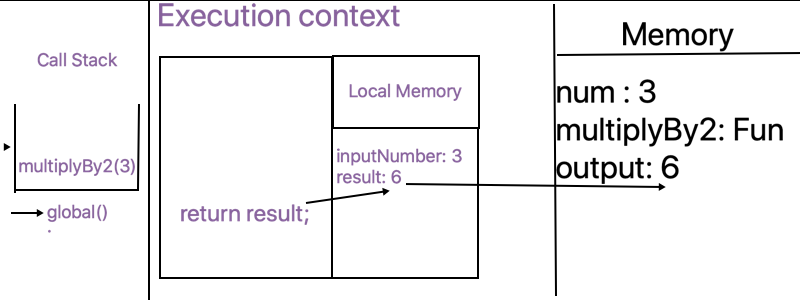 Execution context
Call Stack
multiplyBy2(3)
global()
Local Memory
inputNumber: 3
result: 6
return result;
Memory
num : 3
multiplyBy2: Fun
output: 6